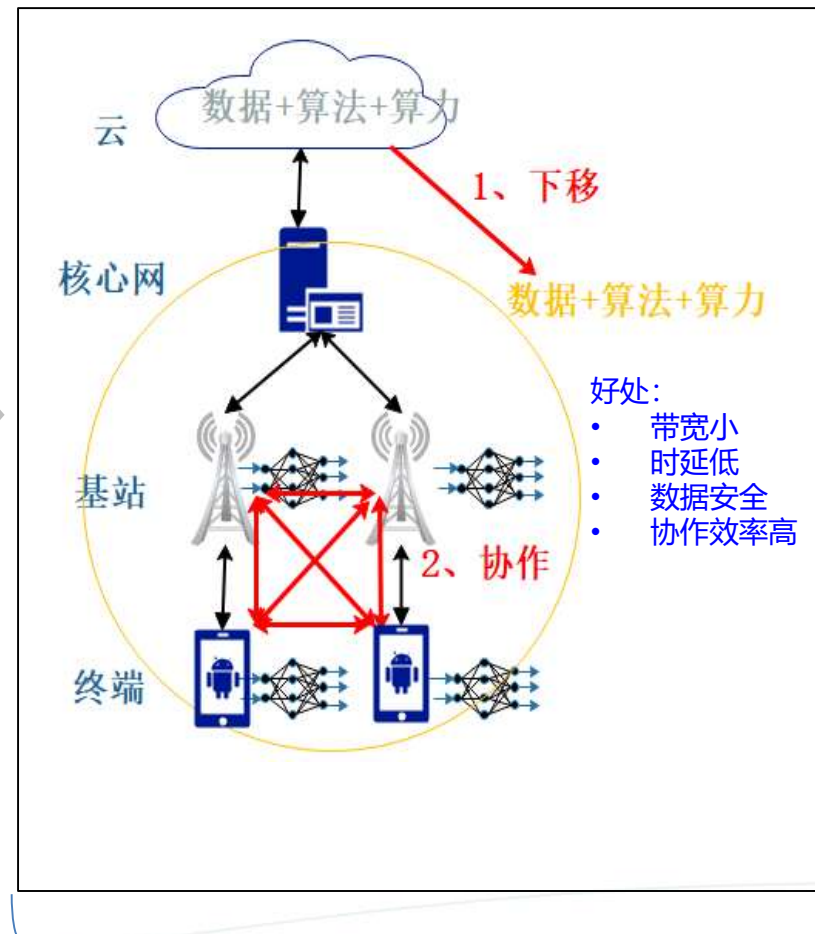 数据+算法+算力
云
1、下移
核心网
数据+算法+算力
好处：
• 带宽小
• 时延低
• 数据安全
• 协作效率高
基站
2、协作
终端